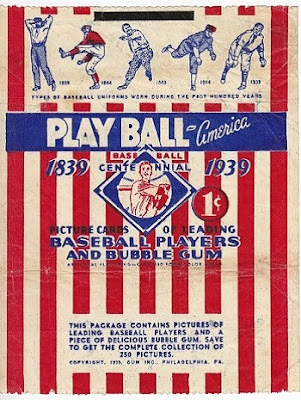 1839 1864 1889 1914 1939
TYPES OF BASEBALL UNIFORMS WORN DURING THE PAST HUNDRED YEARS
PLAY BALL America
BASE BALL
1839 CENTENNIAL 1939
1¢
PICTURE CARDS OF LEADING
BASEBALL PLAYERS
AND BUBBLE GUM
THIS PACKAGE CONTAINS PICTURES OF
LEADING BASEBALL PLAYERS AND A
PIECE OF DELICIOUS BUBBLE GUM. SAVE
TO GET THE COMPLETE COLLECTION OF
250 PICTURES.
COPYRIGHT, 1939, GUM INC., PHILADELPHIA, PA.